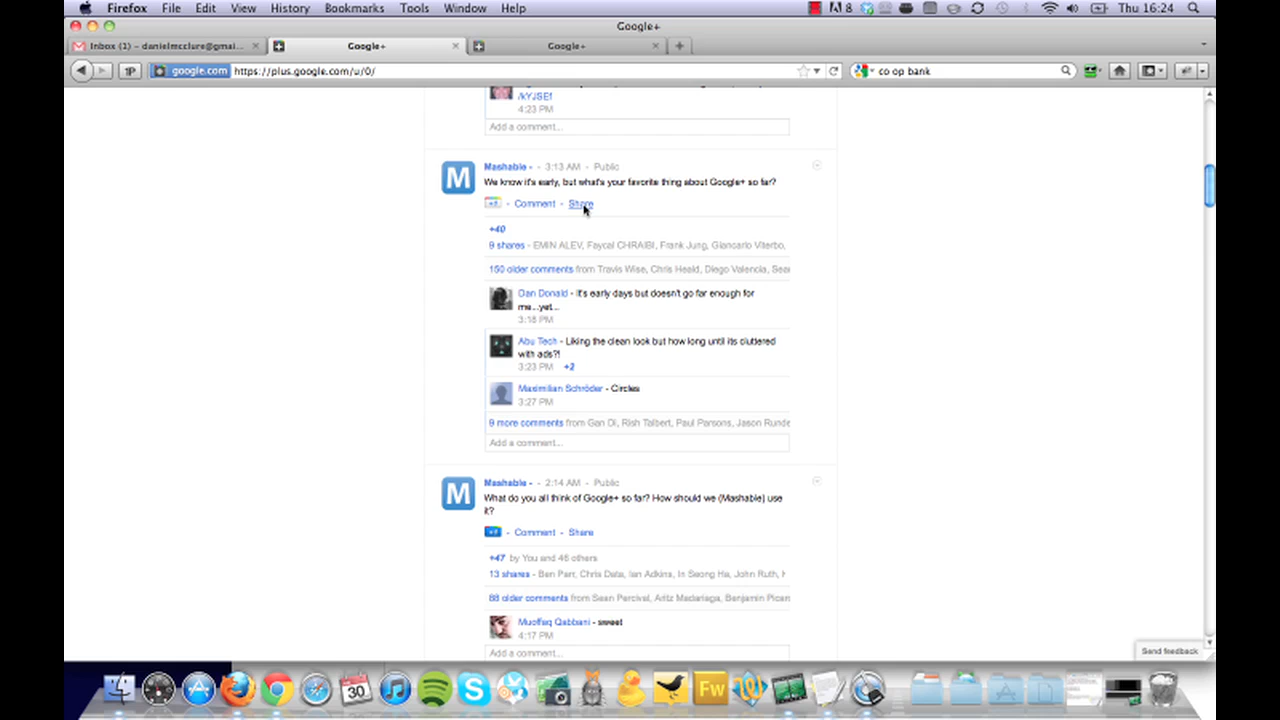 Firefox File Edit View History Bookmarks Tools Window Help
8
Thu 16:24
Google+
Inbox (1) – danielmcclure@gmai...
Google+
Google+
google.com https://plus.google.com/u/0/
co op bank
/kYJSEf
4:23 PM
Add a comment...
M
Mashable - - 3:13 AM - Public
We know it's early, but what's your favorite thing about Google+ so far?
+1 - Comment - Share
+40
9 shares - EMIN ALEV, Faycal CHRAIBI, Frank Jung, Giancarlo Viterbo,
150 older comments from Travis Wise, Chris Heald, Diego Valencia, Sea
Dan Donald - It's early days but doesn't go far enough for
me...yet...
3:18 PM
Abu Tech - Liking the clean look but how long until its cluttered
with ads?!
3:23 PM +2
Maximilian Schröder - Circles
3:27 PM
9 more comments from Gan Di, Rish Talbert, Paul Parsons, Jason Runde
Add a comment...
M
Mashable - - 2:14 AM - Public
What do you all think of Google+ so far? How should we (Mashable) use
it?
+1 - Comment - Share
+47 by You and 46 others
13 shares - Ben Parr, Chris Data, Ian Adkins, In Seong Ha, John Ruth,
88 older comments from Sean Percival, Aritz Madariaga, Benjamin Picar
Muoffaq Qabbani - sweet
4:17 PM
Add a comment...
Send feedback
30
Fw